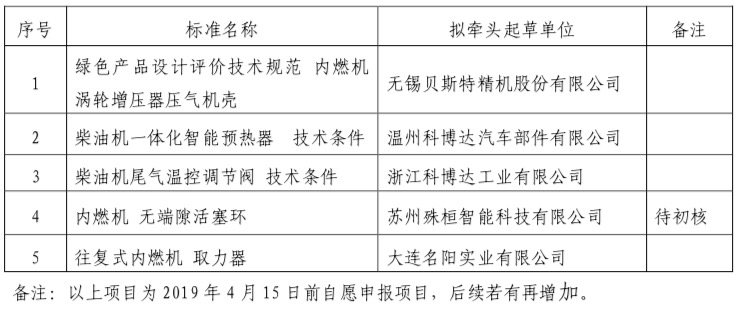 序号 标准名称 拟牵头起草单位 备注
1 绿色产品设计评价技术规范 内燃机 无锡贝斯特精机股份有限公司
涡轮增压器压气机壳
2 柴油机一体化智能预热器 技术条件 温州科博达汽车部件有限公司
3 柴油机尾气温控调节阀 技术条件 浙江科博达工业有限公司
4 内燃机 无端隙活塞环 苏州殊桓智能科技有限公司 待初核
5 往复式内燃机 取力器 大连名阳实业有限公司
备注：以上项目为 2019 年 4 月 15 日前自愿申报项目，后续若有再增加。